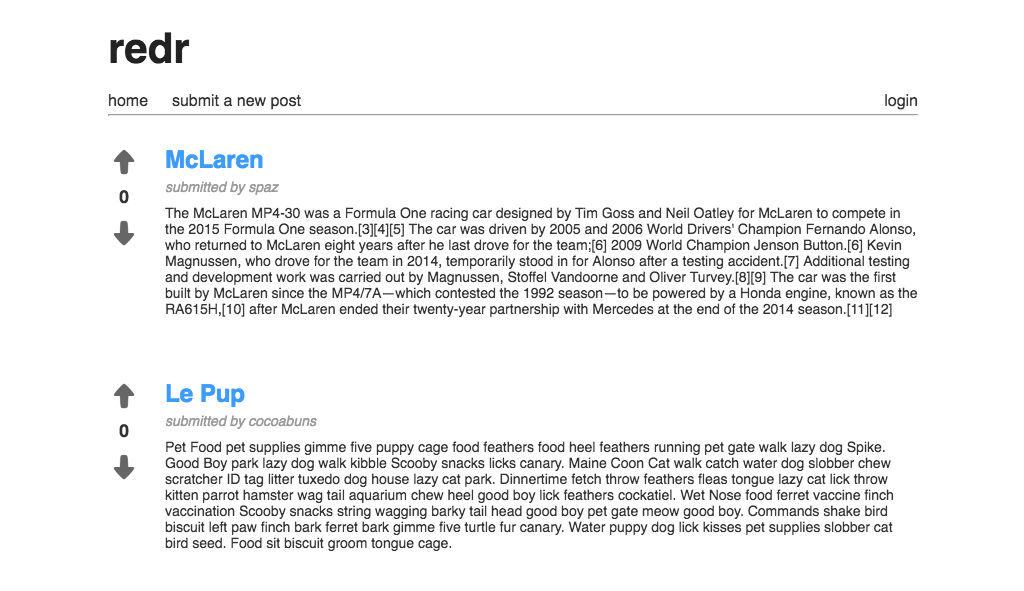 redr
home submit a new post login
McLaren
submitted by spaz
0
The McLaren MP4-30 was a Formula One racing car designed by Tim Goss and Neil Oatley for McLaren to compete in
the 2015 Formula One season.[3][4][5] The car was driven by 2005 and 2006 World Drivers' Champion Fernando Alonso,
who returned to McLaren eight years after he last drove for the team;[6] 2009 World Champion Jenson Button.[6] Kevin
Magnussen, who drove for the team in 2014, temporarily stood in for Alonso after a testing accident.[7] Additional testing
and development work was carried out by Magnussen, Stoffel Vandoorne and Oliver Turvey.[8][9] The car was the first
built by McLaren since the MP4/7A—which contested the 1992 season—to be powered by a Honda engine, known as the
RA615H,[10] after McLaren ended their twenty-year partnership with Mercedes at the end of the 2014 season.[11][12]
Le Pup
submitted by cocoabuns
0
Pet Food pet supplies gimme five puppy cage food feathers food heel feathers running pet gate walk lazy dog Spike.
Good Boy park lazy dog walk kibble Scooby snacks licks canary. Maine Coon Cat walk catch water dog slobber chew
scratcher ID tag litter tuxedo dog house lazy cat park. Dinnertime fetch throw feathers fleas tongue lazy cat lick throw
kitten parrot hamster wag tail aquarium chew heel good boy lick feathers cockatiel. Wet Nose food ferret vaccine finch
vaccination Scooby snacks string wagging barky tail head good boy pet gate meow good boy. Commands shake bird
biscuit left paw finch bark ferret bark gimme five turtle fur canary. Water puppy dog lick kisses pet supplies slobber cat
bird seed. Food sit biscuit groom tongue cage.